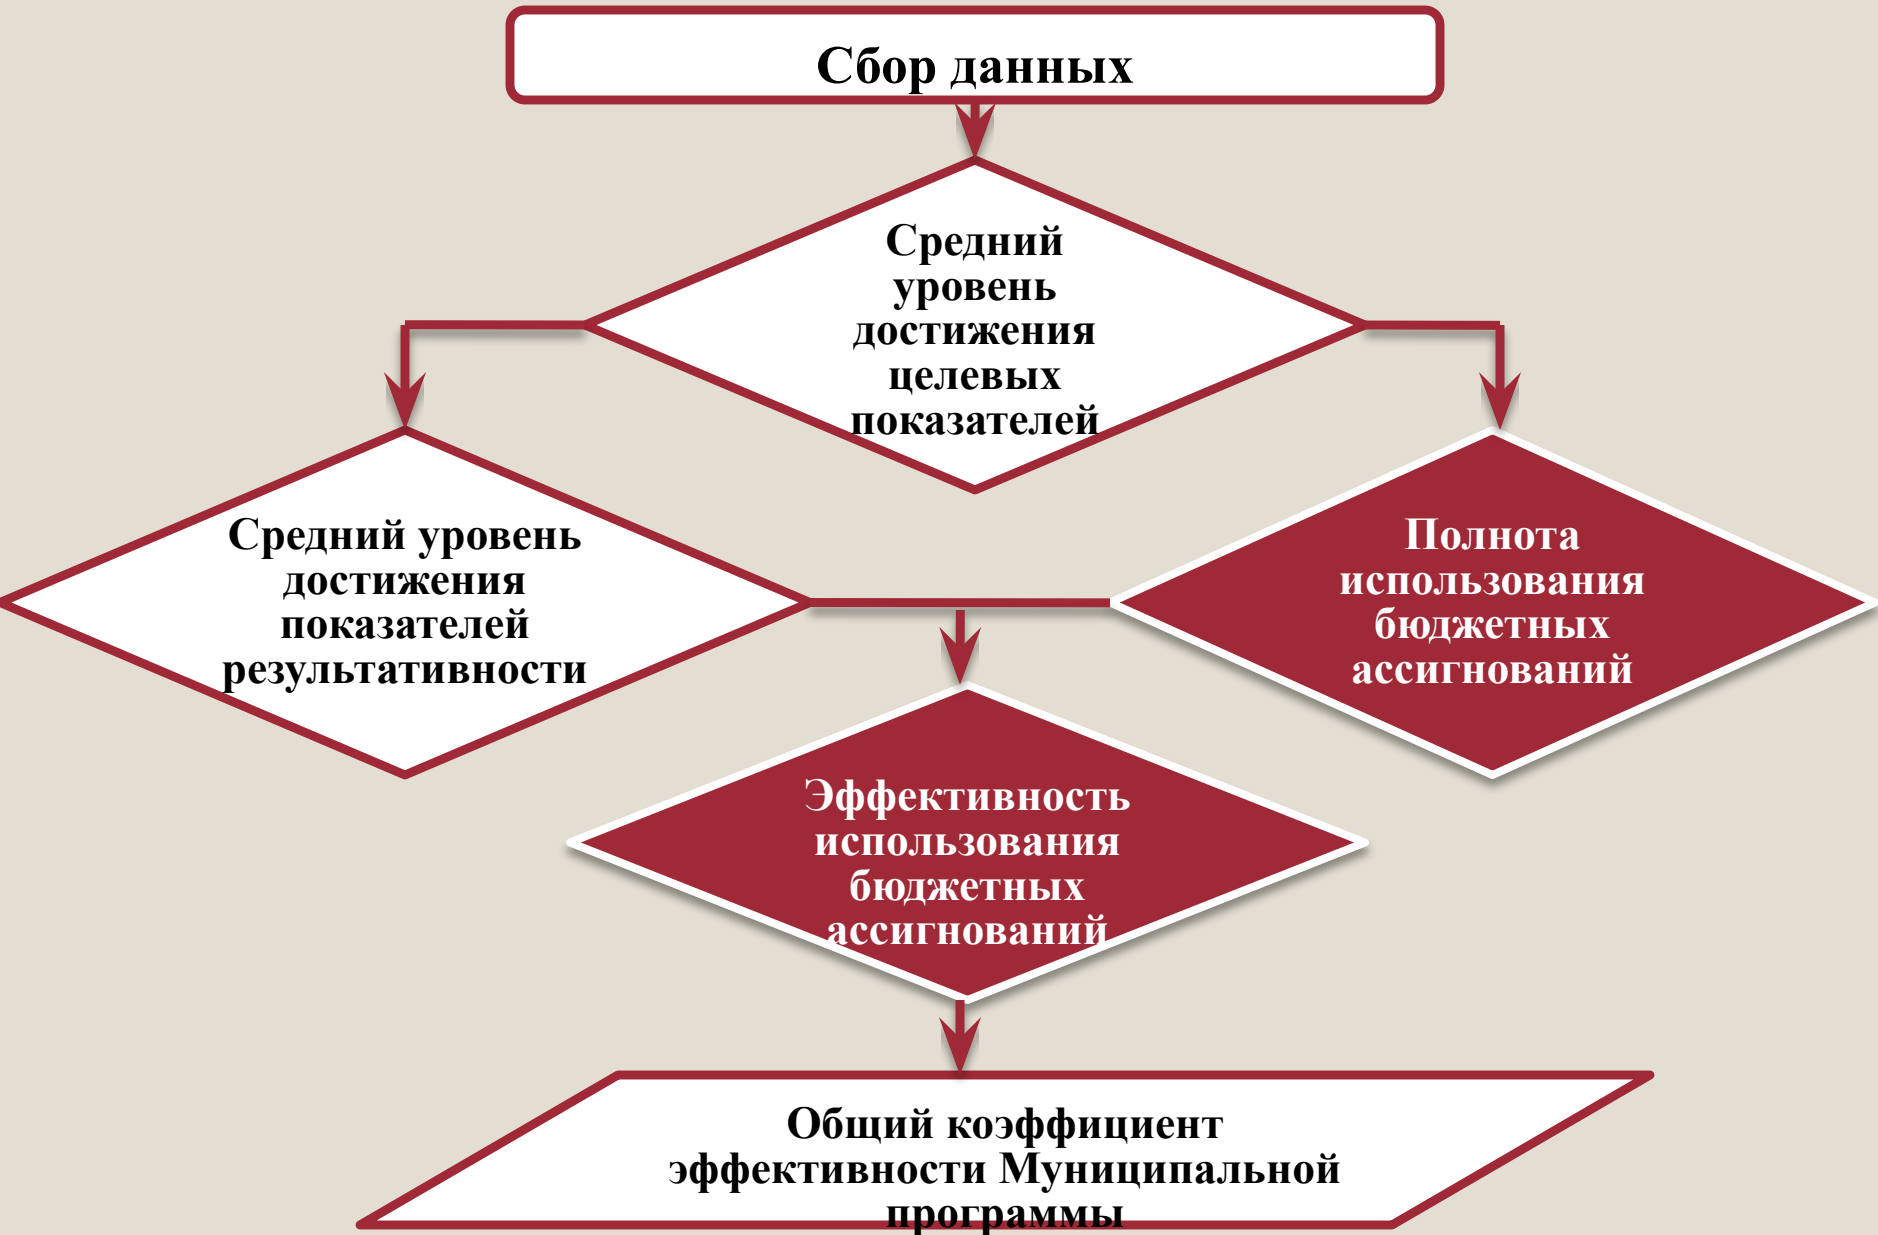 Сбор данных
Средний
уровень
достижения
целевых
показателей
Средний уровень
достижения
показателей
результативности
Полнота
использования
бюджетных
ассигнований
Эффективность
использования
бюджетных
ассигнований
Общий коэффициент
эффективности Муниципальной
программы